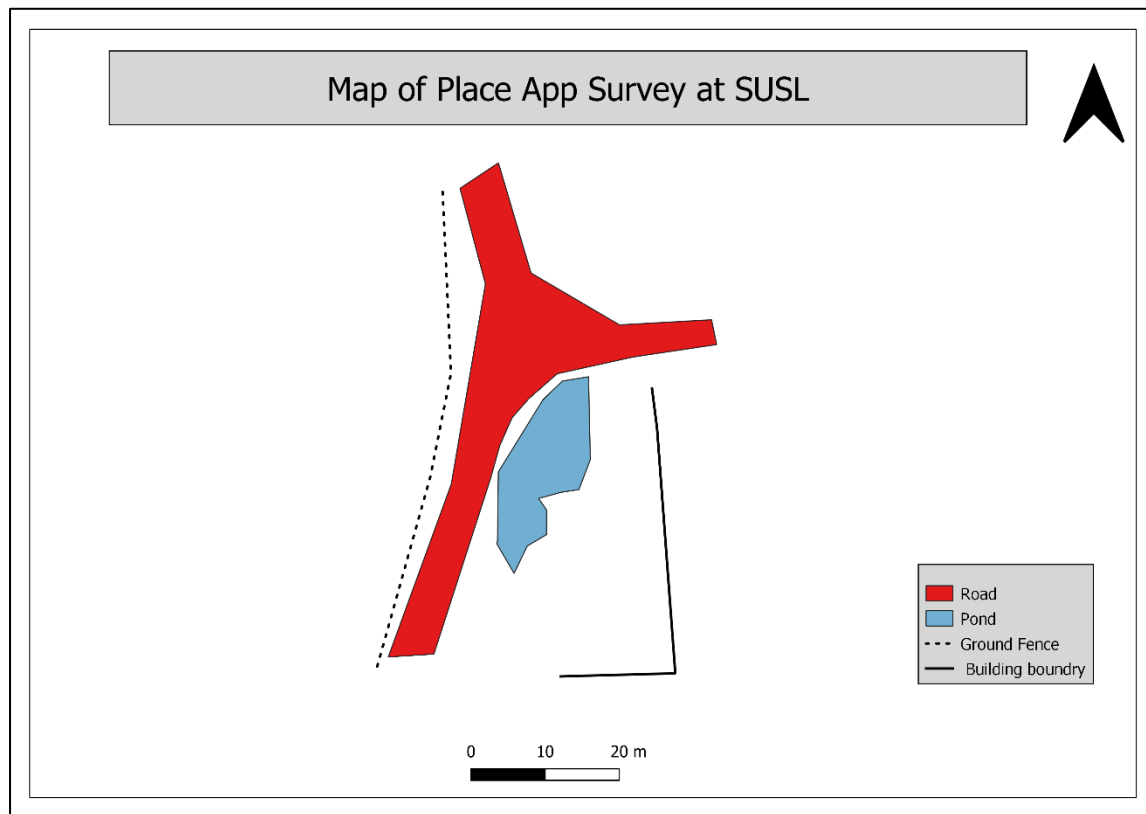 Map of Place App Survey at SUSL
Road
Pond
Ground Fence
Building boundry
0 10 20 m